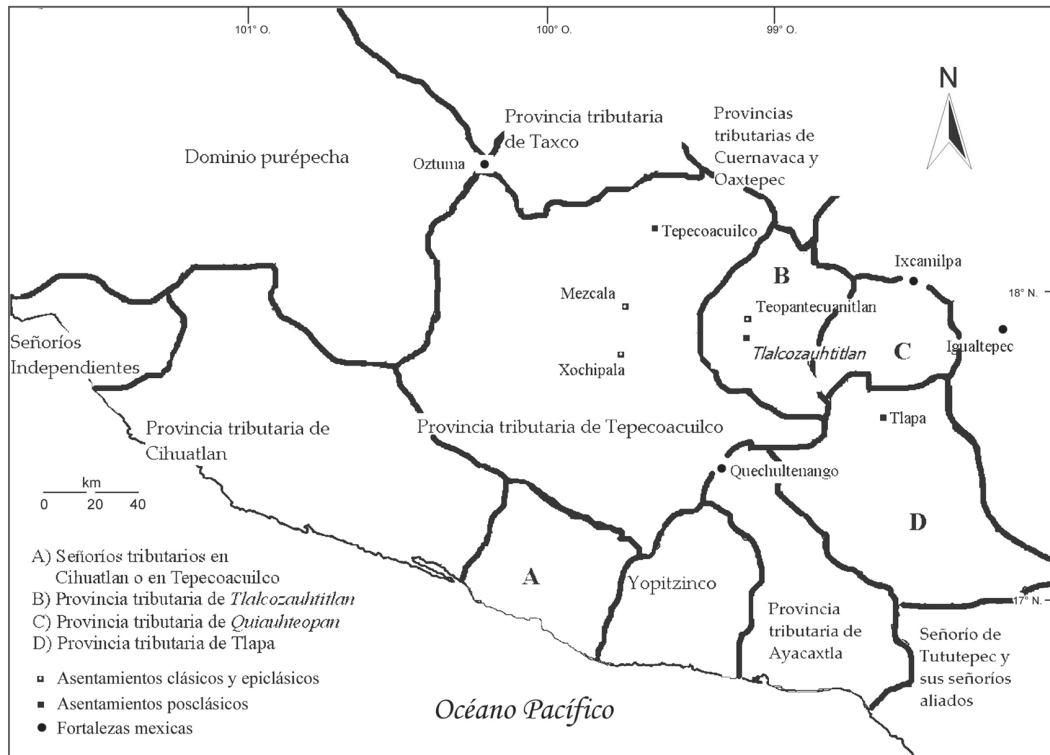 101° O.
100° O.
99° O.
N
Provincia tributaria
de Taxco
Provincias
tributarias de
Cuernavaca y
Oaxtepec
Dominio purépecha
Oztuma
Tepecoacuilco
Ixcamilpa
B
18° N.
Mezcala
Teopantecuanitlan
Igualtepec
Señoríos
Independientes
Tlalcozauhtitlan
C
Xochipala
Tlapa
Provincia tributaria de
Cihuatlan
Provincia tributaria de Tepecoacuilco
Quechultenango
km
0 20 40
D
A) Señoríos tributarios en
Cihuatlan o en Tepecoacuilco
B) Provincia tributaria de Tlalcozauhtitlan
C) Provincia tributaria de Quiauhteopan
D) Provincia tributaria de Tlapa
A
Yopitzinco
17° N.
Provincia
tributaria de
Ayacaxtla
Señorío de
Tututepec y
sus señoríos
aliados
Asentamientos clásicos y epiclásicos
Asentamientos posclásicos
Fortalezas mexicas
Océano Pacífico